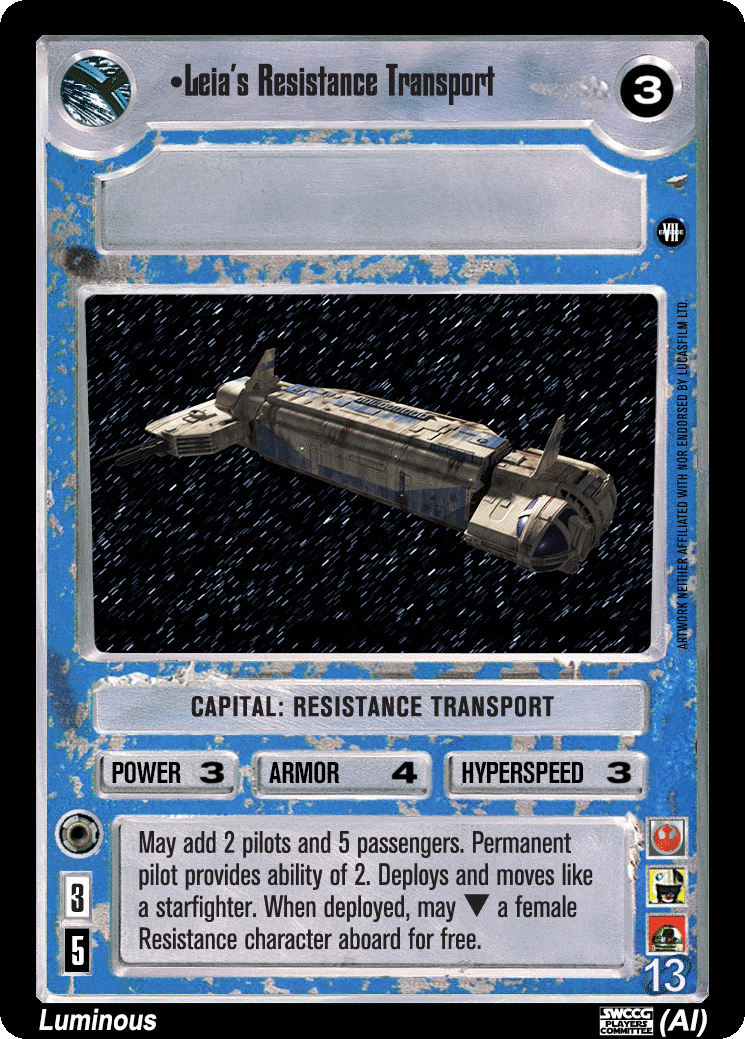 •Leia's Resistance Transport
3
EPISODE VII
ARTWORK NEITHER AFFILIATED WITH NOR ENDORSED BY LUCASFILM LTD.
CAPITAL: RESISTANCE TRANSPORT
POWER 3 ARMOR 4 HYPERSPEED 3
May add 2 pilots and 5 passengers. Permanent
pilot provides ability of 2. Deploys and moves like
a starfighter. When deployed, may ▼ a female
Resistance character aboard for free.
3
5
13
Luminous SWCCG PLAYERS COMMITTEE (AI)